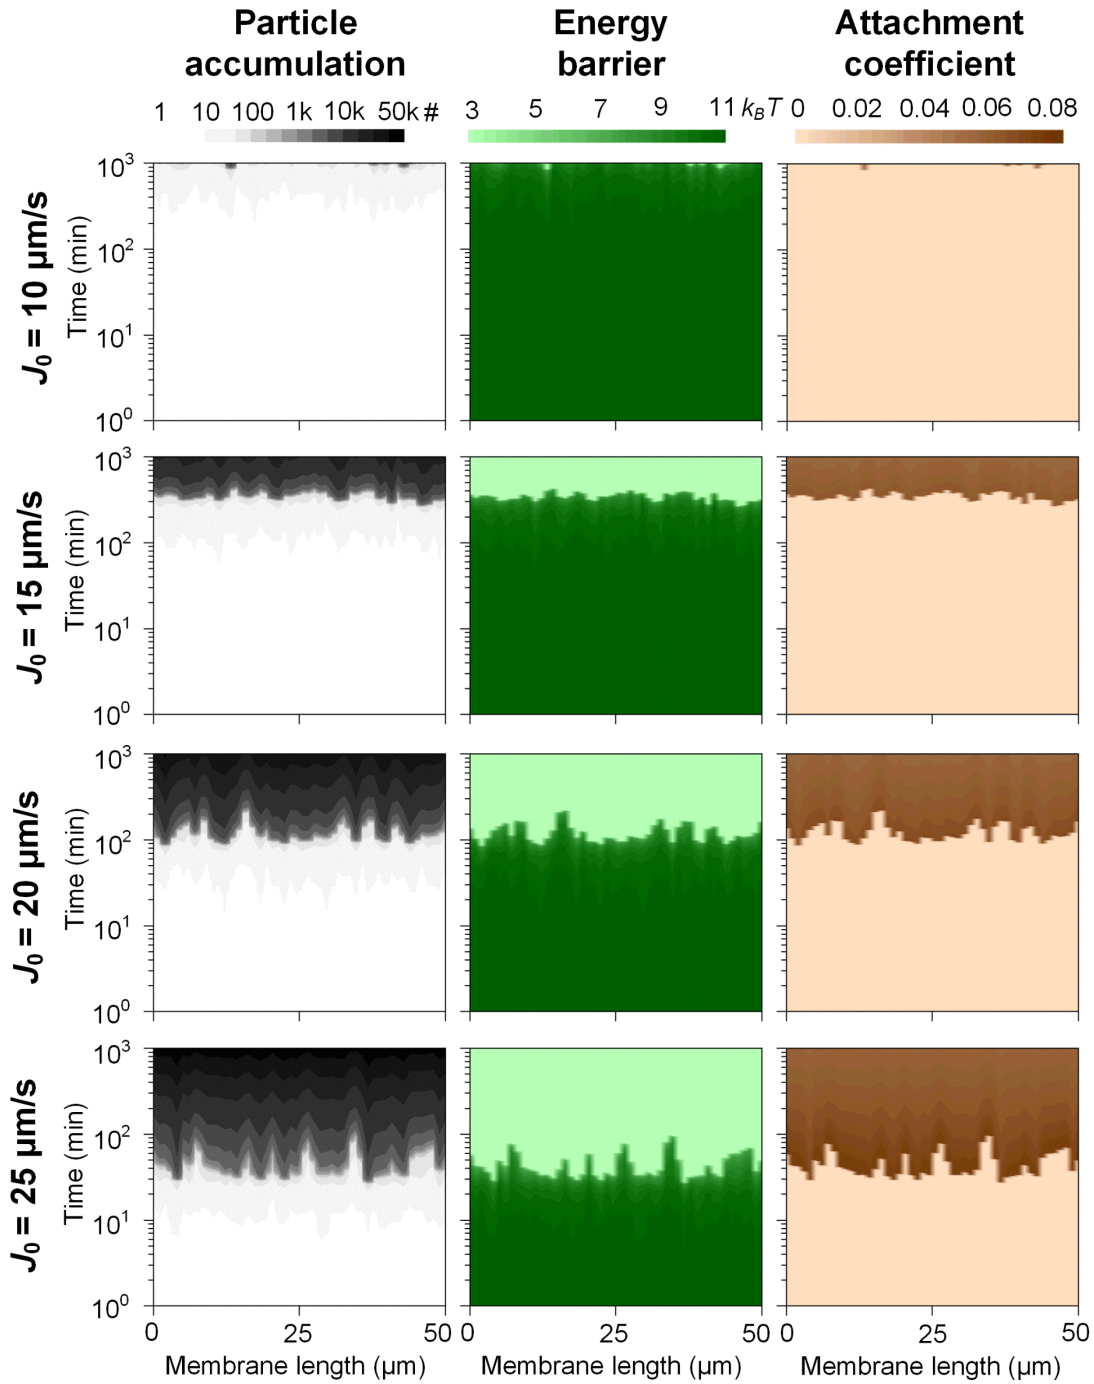 Particle accumulation
Energy barrier
Attachment coefficient
1 10 100 1k 10k 50k #
3 5 7 9 11 k_BT
0 0.02 0.04 0.06 0.08
J₀ = 10 µm/s
Time (min)
10³
10²
10¹
10⁰
J₀ = 15 µm/s
Time (min)
10³
10²
10¹
10⁰
J₀ = 20 µm/s
Time (min)
10³
10²
10¹
10⁰
J₀ = 25 µm/s
Time (min)
10³
10²
10¹
10⁰
0 25 50 0 25 50 0 25 50
Membrane length (µm) Membrane length (µm) Membrane length (µm)